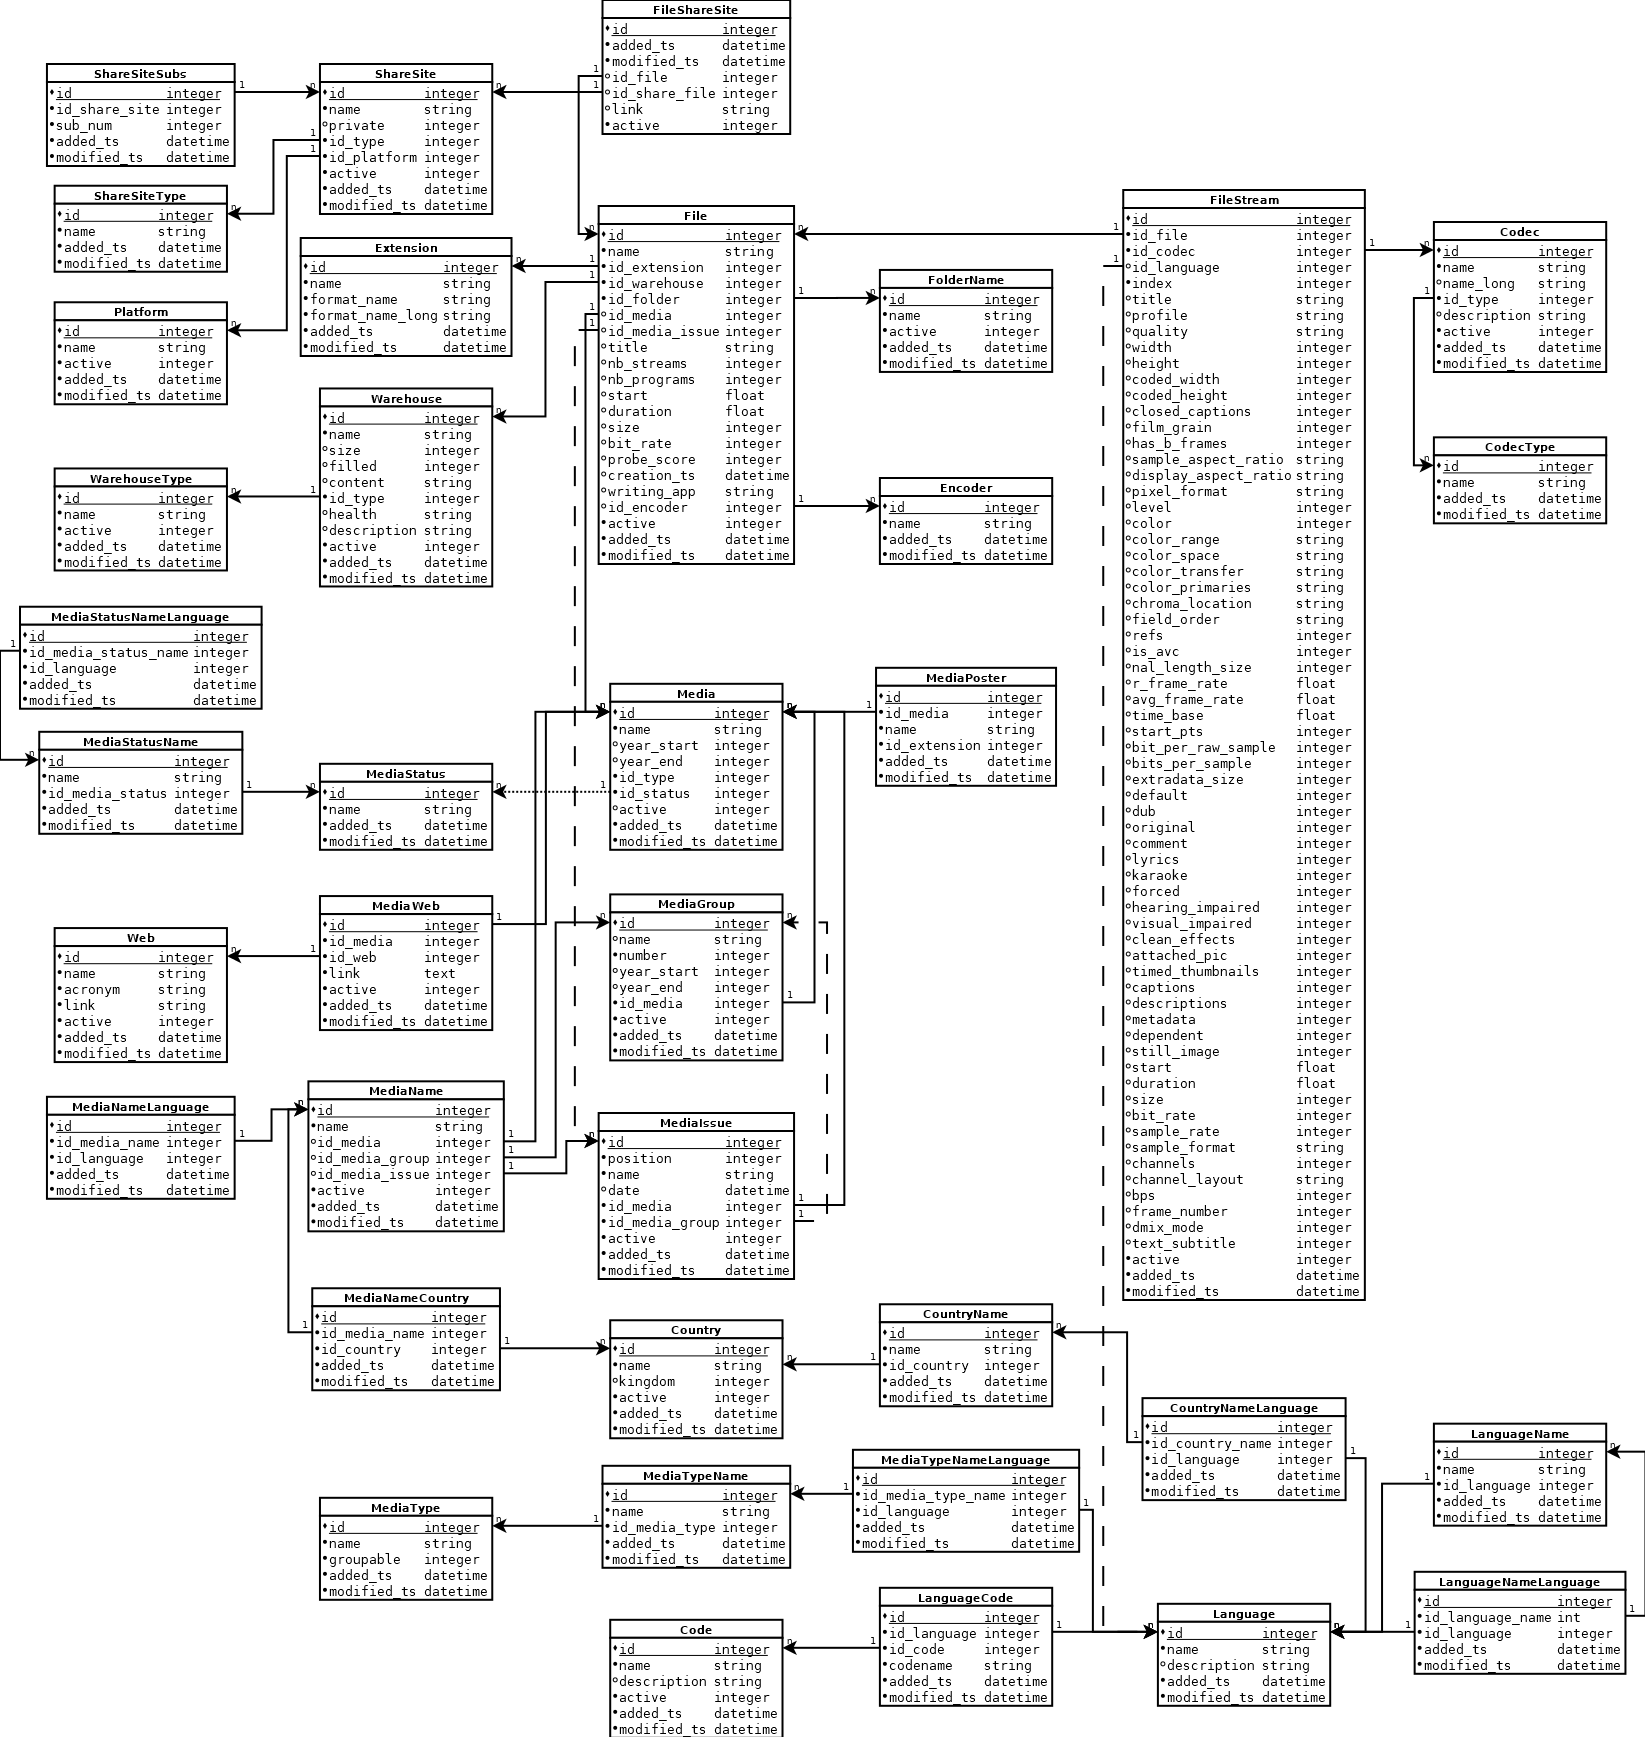 FileShareSite
id integer
added_ts datetime
modified_ts datetime
id_file integer
id_share_file integer
link string
active integer
ShareSiteSubs
id integer
id_share_site integer
sub_num integer
added_ts datetime
modified_ts datetime
ShareSite
id integer
name string
private integer
id_type integer
id_platform integer
active integer
added_ts datetime
modified_ts datetime
ShareSiteType
id integer
name string
added_ts datetime
modified_ts datetime
Extension
id integer
name string
format_name string
format_name_long string
added_ts datetime
modified_ts datetime
Platform
id integer
name string
active integer
added_ts datetime
modified_ts datetime
File
id integer
name string
id_extension integer
id_warehouse integer
id_folder integer
id_media integer
id_media_issue integer
title string
nb_streams integer
nb_programs integer
start float
duration float
size integer
bit_rate integer
probe_score integer
creation_ts datetime
writing_app string
id_encoder integer
active integer
added_ts datetime
modified_ts datetime
FolderName
id integer
name string
active integer
added_ts datetime
modified_ts datetime
Encoder
id integer
name string
added_ts datetime
modified_ts datetime
FileStream
id integer
id_file integer
id_codec integer
id_language integer
index integer
title string
profile string
quality string
width integer
height integer
coded_width integer
coded_height integer
closed_captions integer
film_grain integer
has_b_frames integer
sample_aspect_ratio string
display_aspect_ratio string
pixel_format string
level integer
color integer
color_range string
color_space string
color_transfer string
color_primaries string
chroma_location string
field_order string
refs integer
is_avc integer
nal_length_size integer
r_frame_rate float
avg_frame_rate float
time_base float
start_pts integer
bit_per_raw_sample integer
bits_per_sample integer
extradata_size integer
default integer
dub integer
original integer
comment integer
lyrics integer
karaoke integer
forced integer
hearing_impaired integer
visual_impaired integer
clean_effects integer
attached_pic integer
timed_thumbnails integer
captions integer
descriptions integer
metadata integer
dependent integer
still_image integer
start float
duration float
size integer
bit_rate integer
sample_rate integer
sample_format string
channels integer
channel_layout string
bps integer
frame_number integer
dmix_mode integer
text_subtitle integer
active integer
added_ts datetime
modified_ts datetime
Codec
id integer
name string
name_long string
id_type integer
description string
active integer
added_ts datetime
modified_ts datetime
CodecType
id integer
name string
added_ts datetime
modified_ts datetime
Warehouse
id integer
name string
size integer
filled integer
content string
id_type integer
health string
description string
active integer
added_ts datetime
modified_ts datetime
WarehouseType
id integer
name string
active integer
added_ts datetime
modified_ts datetime
MediaStatusNameLanguage
id integer
id_media_status_name integer
id_language integer
added_ts datetime
modified_ts datetime
MediaStatusName
id integer
name string
id_media_status integer
added_ts datetime
modified_ts datetime
MediaStatus
id integer
name string
added_ts datetime
modified_ts datetime
Media
id integer
name string
year_start integer
year_end integer
id_type integer
id_status integer
active integer
added_ts datetime
modified_ts datetime
MediaPoster
id integer
id_media integer
name string
id_extension integer
added_ts datetime
modified_ts datetime
MediaWeb
id integer
id_media integer
id_web integer
link text
active integer
added_ts datetime
modified_ts datetime
Web
id integer
name string
acronym string
link string
active integer
added_ts datetime
modified_ts datetime
MediaGroup
id integer
name string
number integer
year_start integer
year_end integer
id_media integer
active integer
added_ts datetime
modified_ts datetime
MediaNameLanguage
id integer
id_media_name integer
id_language integer
added_ts datetime
modified_ts datetime
MediaName
id integer
name string
id_media integer
id_media_group integer
id_media_issue integer
active integer
added_ts datetime
modified_ts datetime
MediaIssue
id integer
position integer
name string
date datetime
id_media integer
id_media_group integer
active integer
added_ts datetime
modified_ts datetime
MediaNameCountry
id integer
id_media_name integer
id_country integer
added_ts datetime
modified_ts datetime
Country
id integer
name string
kingdom integer
active integer
added_ts datetime
modified_ts datetime
CountryName
id integer
name string
id_country integer
added_ts datetime
modified_ts datetime
CountryNameLanguage
id integer
id_country_name integer
id_language integer
added_ts datetime
modified_ts datetime
LanguageName
id integer
name string
id_language integer
added_ts datetime
modified_ts datetime
MediaType
id integer
name string
groupable integer
added_ts datetime
modified_ts datetime
MediaTypeName
id integer
name string
id_media_type integer
added_ts datetime
modified_ts datetime
MediaTypeNameLanguage
id integer
id_media_type_name integer
id_language integer
added_ts datetime
modified_ts datetime
Code
id integer
name string
description string
active integer
added_ts datetime
modified_ts datetime
LanguageCode
id integer
id_language integer
id_code integer
codename string
added_ts datetime
modified_ts datetime
Language
id integer
name string
description string
added_ts datetime
modified_ts datetime
LanguageNameLanguage
id integer
id_language_name int
id_language integer
added_ts datetime
modified_ts datetime